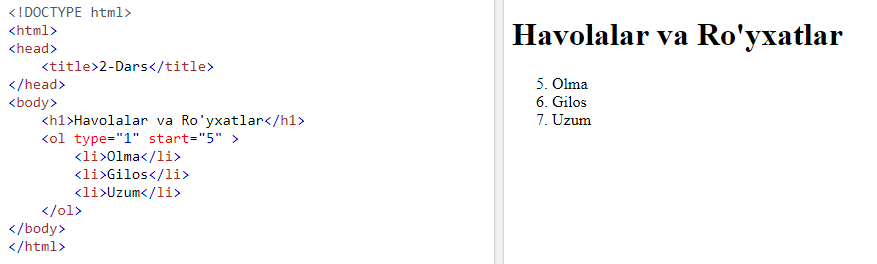 <!DOCTYPE html>
<html>
<head>
    <title>2-Dars</title>
</head>
<body>
    <h1>Havolalar va Ro'yxatlar</h1>
    <ol type="1" start="5" >
        <li>Olma</li>
        <li>Gilos</li>
        <li>Uzum</li>
    </ol>
</body>
</html>
Havolalar va Ro'yxatlar
5. Olma
6. Gilos
7. Uzum